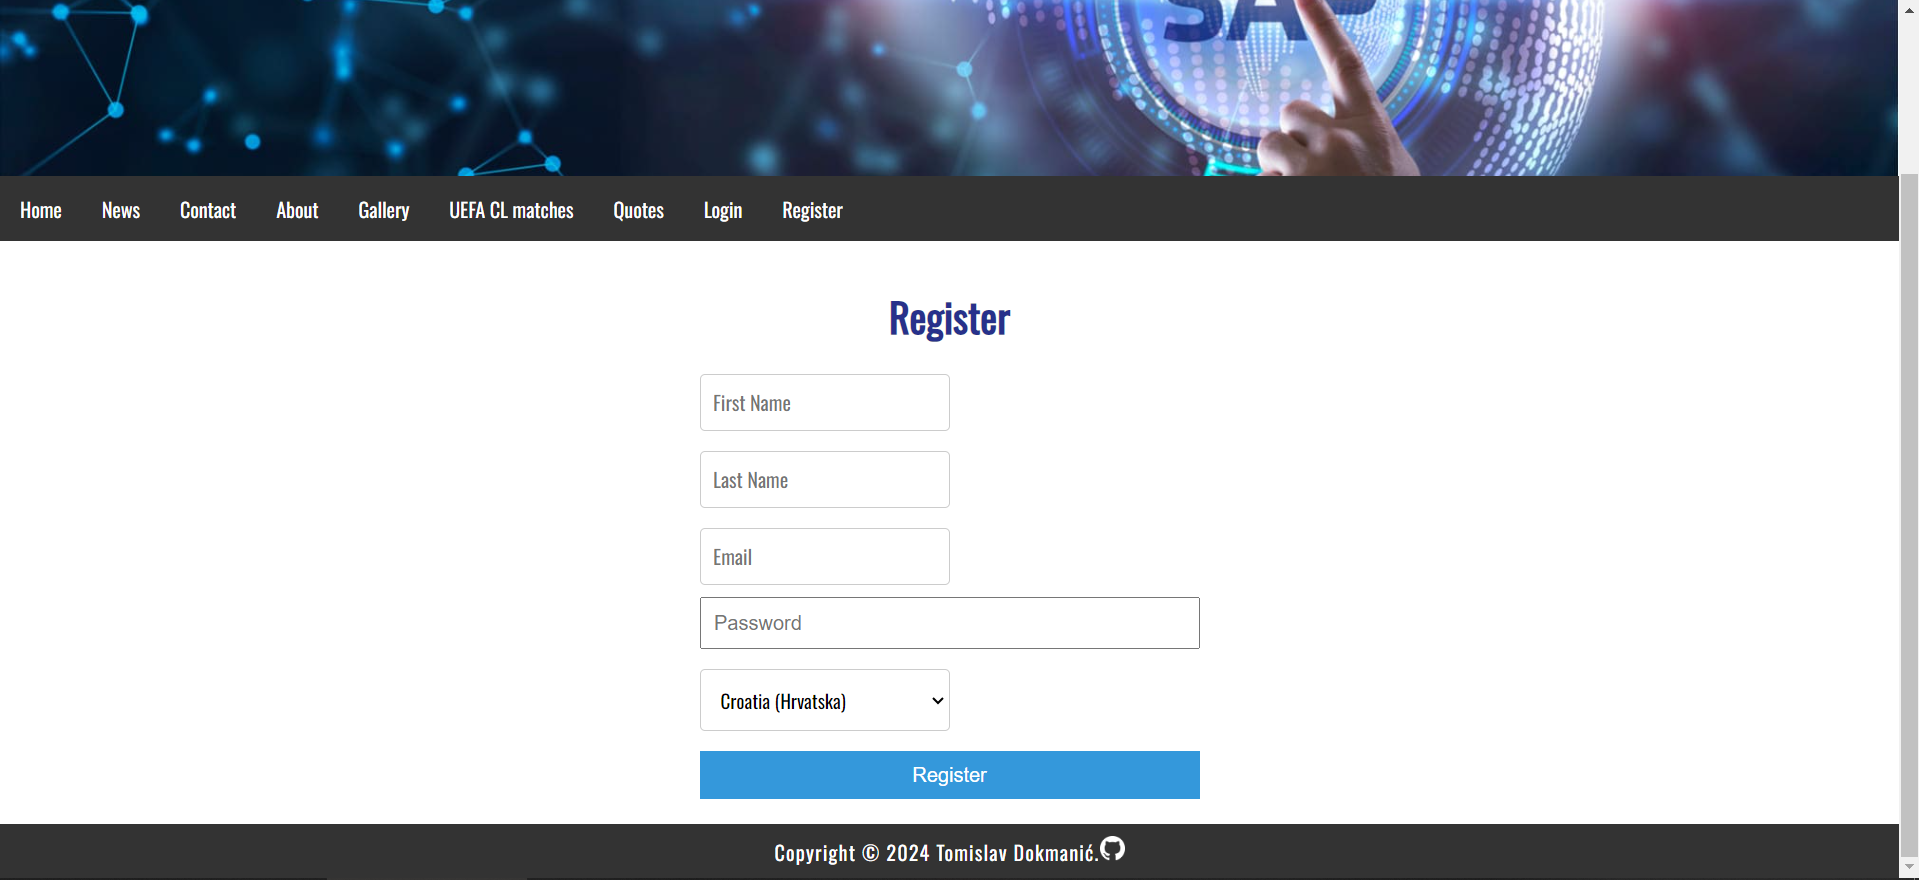 SAP
Home News Contact About Gallery UEFA CL matches Quotes Login Register
Register
First Name
Last Name
Email
Password
Croatia (Hrvatska)
Register
Copyright © 2024 Tomislav Dokmanić.